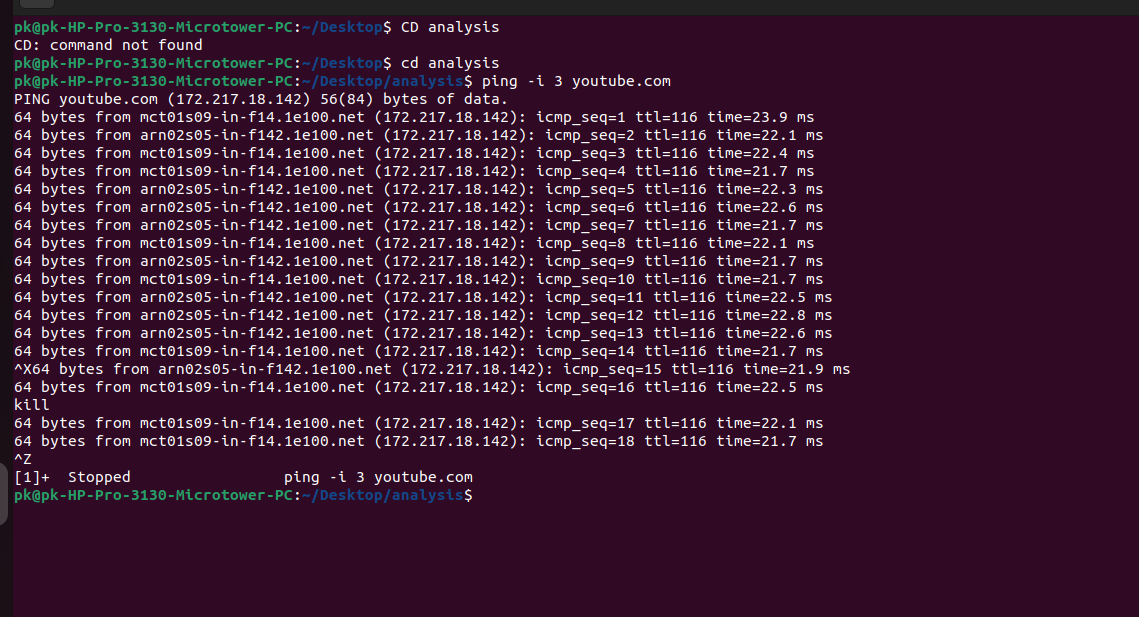 pk@pk-HP-Pro-3130-Microtower-PC:~/Desktop$ CD analysis
CD: command not found
pk@pk-HP-Pro-3130-Microtower-PC:~/Desktop$ cd analysis
pk@pk-HP-Pro-3130-Microtower-PC:~/Desktop/analysis$ ping -i 3 youtube.com
PING youtube.com (172.217.18.142) 56(84) bytes of data.
64 bytes from mct01s09-in-f14.1e100.net (172.217.18.142): icmp_seq=1 ttl=116 time=23.9 ms
64 bytes from arn02s05-in-f142.1e100.net (172.217.18.142): icmp_seq=2 ttl=116 time=22.1 ms
64 bytes from mct01s09-in-f14.1e100.net (172.217.18.142): icmp_seq=3 ttl=116 time=22.4 ms
64 bytes from mct01s09-in-f14.1e100.net (172.217.18.142): icmp_seq=4 ttl=116 time=21.7 ms
64 bytes from arn02s05-in-f142.1e100.net (172.217.18.142): icmp_seq=5 ttl=116 time=22.3 ms
64 bytes from arn02s05-in-f142.1e100.net (172.217.18.142): icmp_seq=6 ttl=116 time=22.6 ms
64 bytes from arn02s05-in-f142.1e100.net (172.217.18.142): icmp_seq=7 ttl=116 time=21.7 ms
64 bytes from mct01s09-in-f14.1e100.net (172.217.18.142): icmp_seq=8 ttl=116 time=22.1 ms
64 bytes from arn02s05-in-f142.1e100.net (172.217.18.142): icmp_seq=9 ttl=116 time=21.7 ms
64 bytes from mct01s09-in-f14.1e100.net (172.217.18.142): icmp_seq=10 ttl=116 time=21.7 ms
64 bytes from arn02s05-in-f142.1e100.net (172.217.18.142): icmp_seq=11 ttl=116 time=22.5 ms
64 bytes from arn02s05-in-f142.1e100.net (172.217.18.142): icmp_seq=12 ttl=116 time=22.8 ms
64 bytes from arn02s05-in-f142.1e100.net (172.217.18.142): icmp_seq=13 ttl=116 time=22.6 ms
64 bytes from mct01s09-in-f14.1e100.net (172.217.18.142): icmp_seq=14 ttl=116 time=21.7 ms
^X64 bytes from arn02s05-in-f142.1e100.net (172.217.18.142): icmp_seq=15 ttl=116 time=21.9 ms
64 bytes from mct01s09-in-f14.1e100.net (172.217.18.142): icmp_seq=16 ttl=116 time=22.5 ms
kill
64 bytes from mct01s09-in-f14.1e100.net (172.217.18.142): icmp_seq=17 ttl=116 time=22.1 ms
64 bytes from mct01s09-in-f14.1e100.net (172.217.18.142): icmp_seq=18 ttl=116 time=21.7 ms
^Z
[1]+  Stopped                 ping -i 3 youtube.com
pk@pk-HP-Pro-3130-Microtower-PC:~/Desktop/analysis$